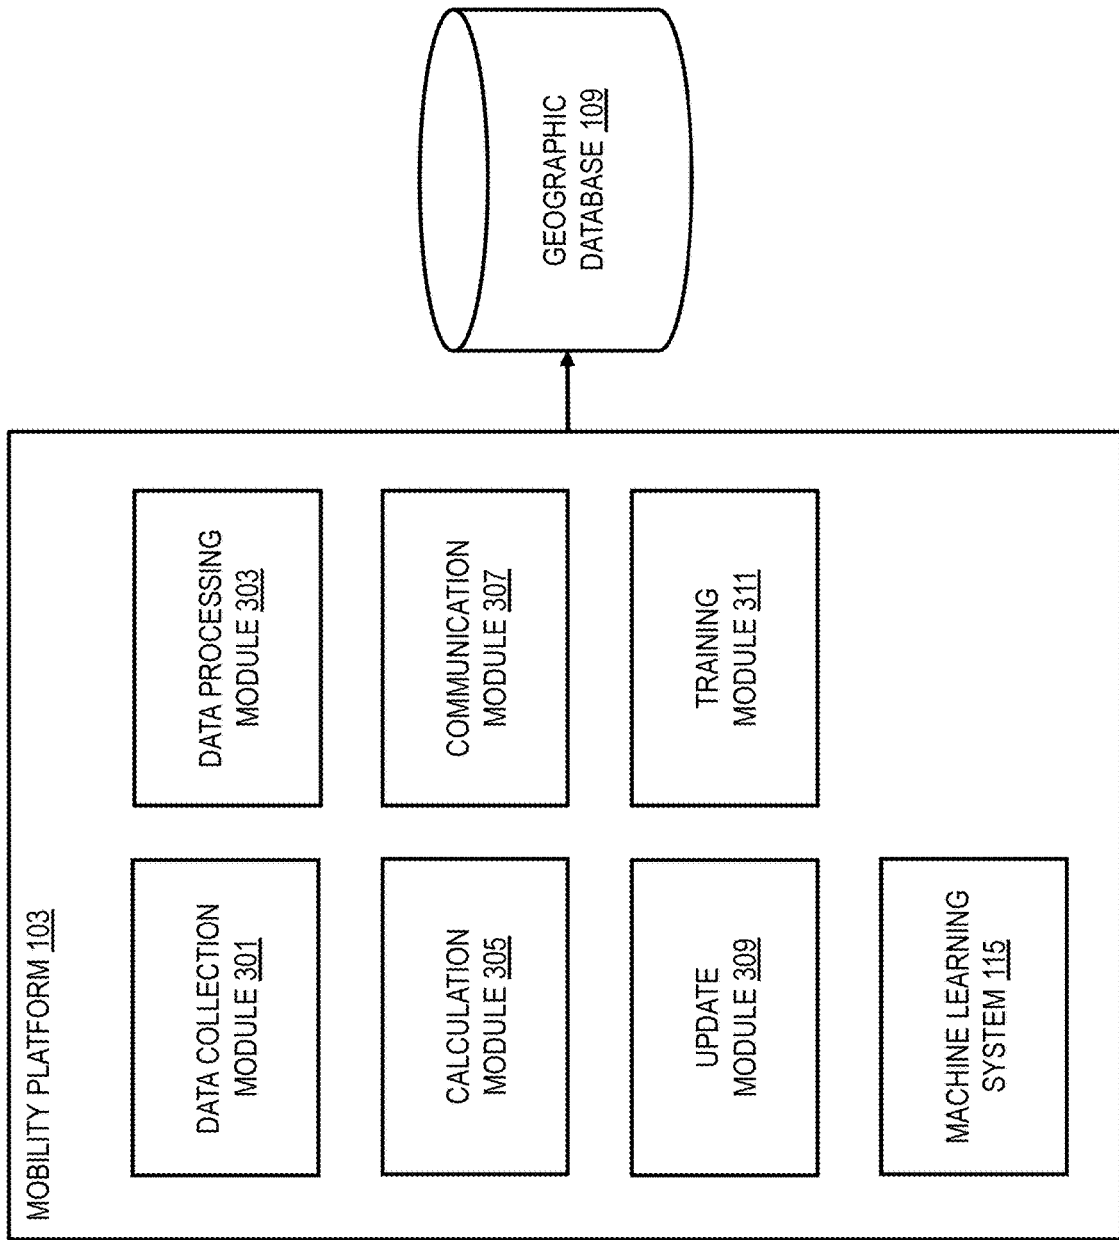 MOBILITY PLATFORM 103
DATA COLLECTION
MODULE 301
DATA PROCESSING
MODULE 303
CALCULATION
MODULE 305
COMMUNICATION
MODULE 307
UPDATE
MODULE 309
TRAINING
MODULE 311
MACHINE LEARNING
SYSTEM 115
GEOGRAPHIC
DATABASE 109